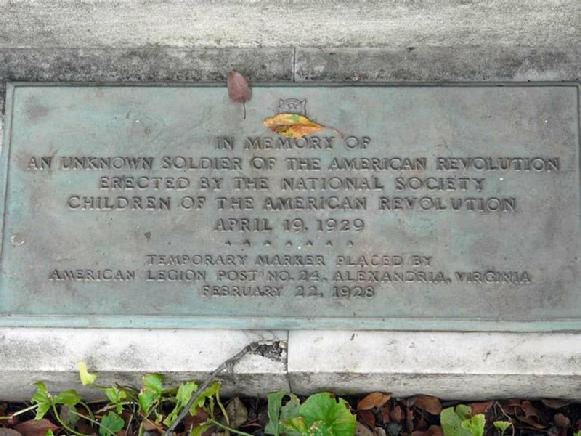 IN MEMORY OF
AN UNKNOWN SOLDIER OF THE AMERICAN REVOLUTION
ERECTED BY THE NATIONAL SOCIETY
CHILDREN OF THE AMERICAN REVOLUTION
APRIL 19, 1929
TEMPORARY MARKER PLACED BY
AMERICAN LEGION POST NO. 24, ALEXANDRIA, VIRGINIA
FEBRUARY 22, 1928